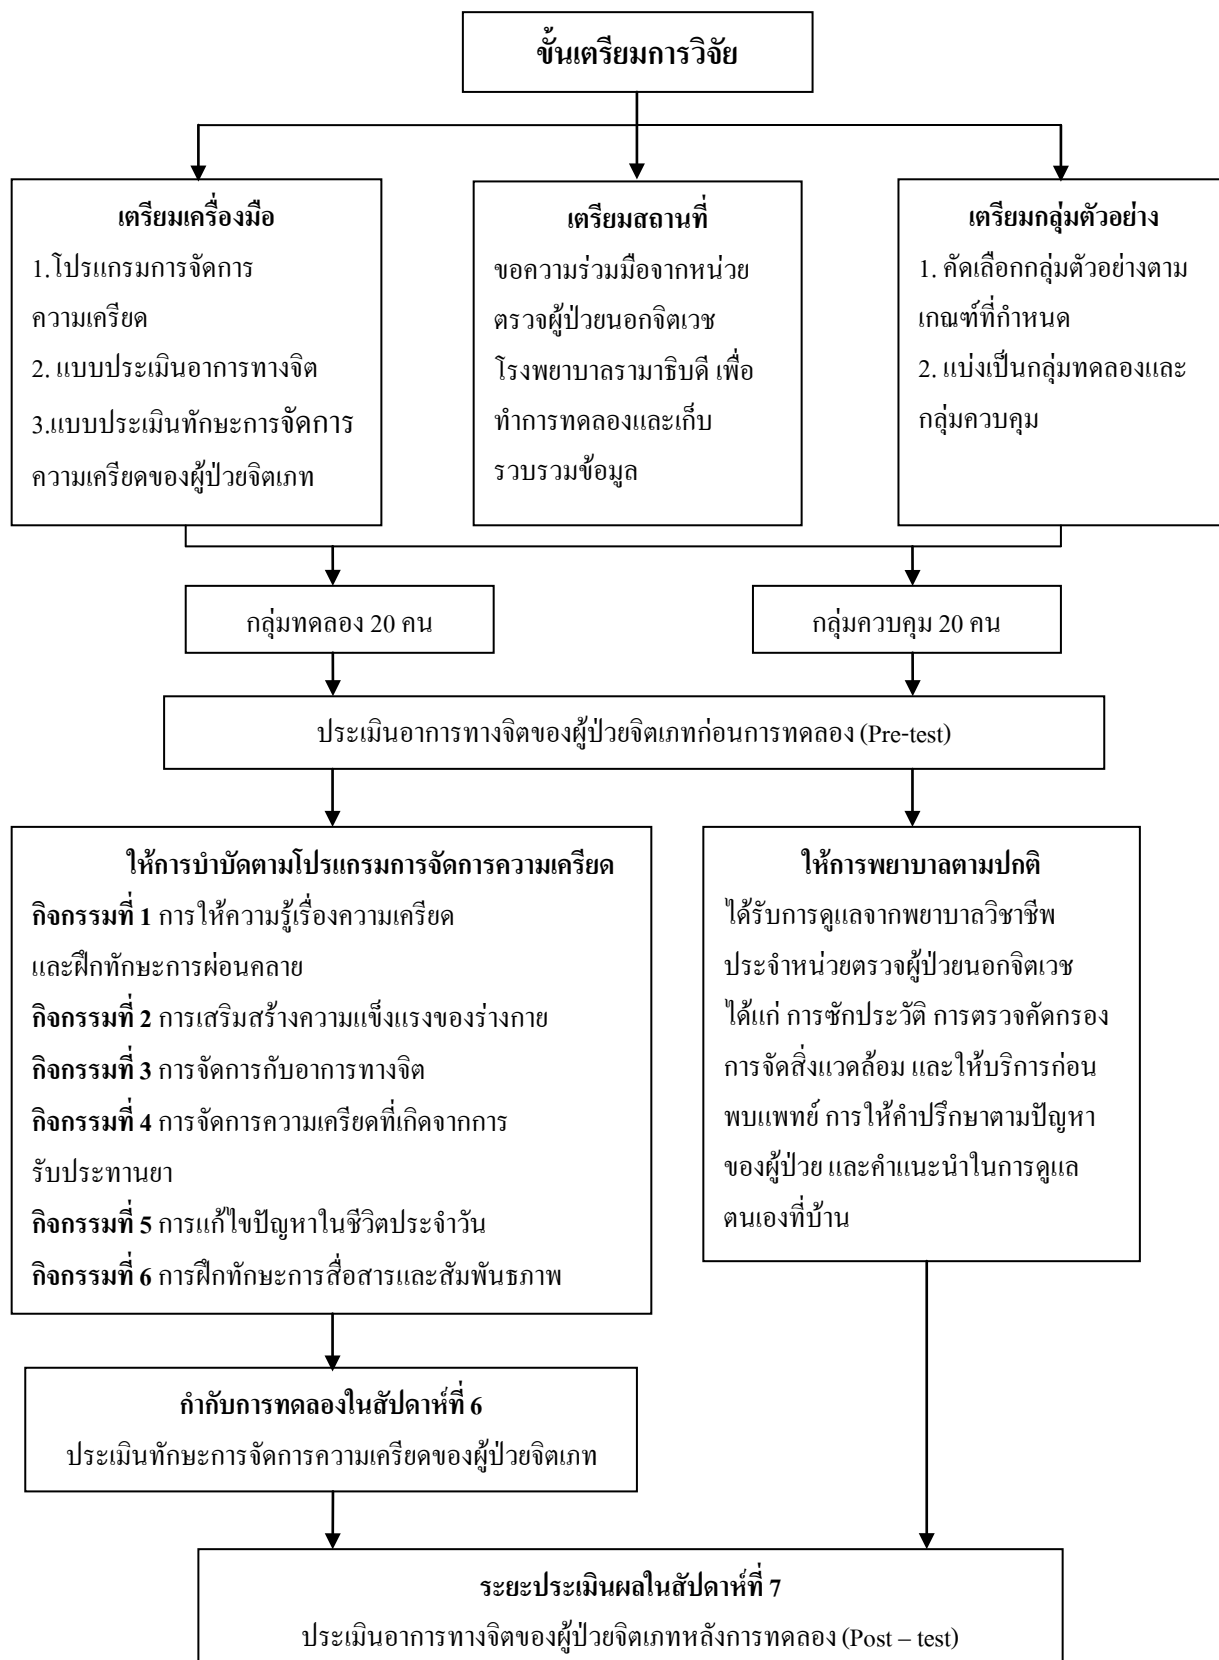 ขั้นเตรียมการวิจัย
เตรียมเครื่องมือ
1.โปรแกรมการจัดการ
ความเครียด
2. แบบประเมินอาการทางจิต
3.แบบประเมินทักษะการจัดการ
ความเครียดของผู้ป่วยจิตเภท
เตรียมสถานที่
ขอความร่วมมือจากหน่วย
ตรวจผู้ป่วยนอกจิตเวช
โรงพยาบาลรามาธิบดี เพื่อ
ทำการทดลองและเก็บ
รวบรวมข้อมูล
เตรียมกลุ่มตัวอย่าง
1. คัดเลือกกลุ่มตัวอย่างตาม
เกณฑ์ที่กำหนด
2. แบ่งเป็นกลุ่มทดลองและ
กลุ่มควบคุม
กลุ่มทดลอง 20 คน
กลุ่มควบคุม 20 คน
ประเมินอาการทางจิตของผู้ป่วยจิตเภทก่อนการทดลอง (Pre-test)
ให้การบำบัดตามโปรแกรมการจัดการความเครียด
กิจกรรมที่ 1 การให้ความรู้เรื่องความเครียด
และฝึกทักษะการผ่อนคลาย
กิจกรรมที่ 2 การเสริมสร้างความแข็งแรงของร่างกาย
กิจกรรมที่ 3 การจัดการกับอาการทางจิต
กิจกรรมที่ 4 การจัดการความเครียดที่เกิดจากการ
รับประทานยา
กิจกรรมที่ 5 การแก้ไขปัญหาในชีวิตประจำวัน
กิจกรรมที่ 6 การฝึกทักษะการสื่อสารและสัมพันธภาพ
ให้การพยาบาลตามปกติ
ได้รับการดูแลจากพยาบาลวิชาชีพ
ประจำหน่วยตรวจผู้ป่วยนอกจิตเวช
ได้แก่ การซักประวัติ การตรวจคัดกรอง
การจัดสิ่งแวดล้อม และให้บริการก่อน
พบแพทย์ การให้คำปรึกษาตามปัญหา
ของผู้ป่วย และคำแนะนำในการดูแล
ตนเองที่บ้าน
กำกับการทดลองในสัปดาห์ที่ 6
ประเมินทักษะการจัดการความเครียดของผู้ป่วยจิตเภท
ระยะประเมินผลในสัปดาห์ที่ 7
ประเมินอาการทางจิตของผู้ป่วยจิตเภทหลังการทดลอง (Post – test)